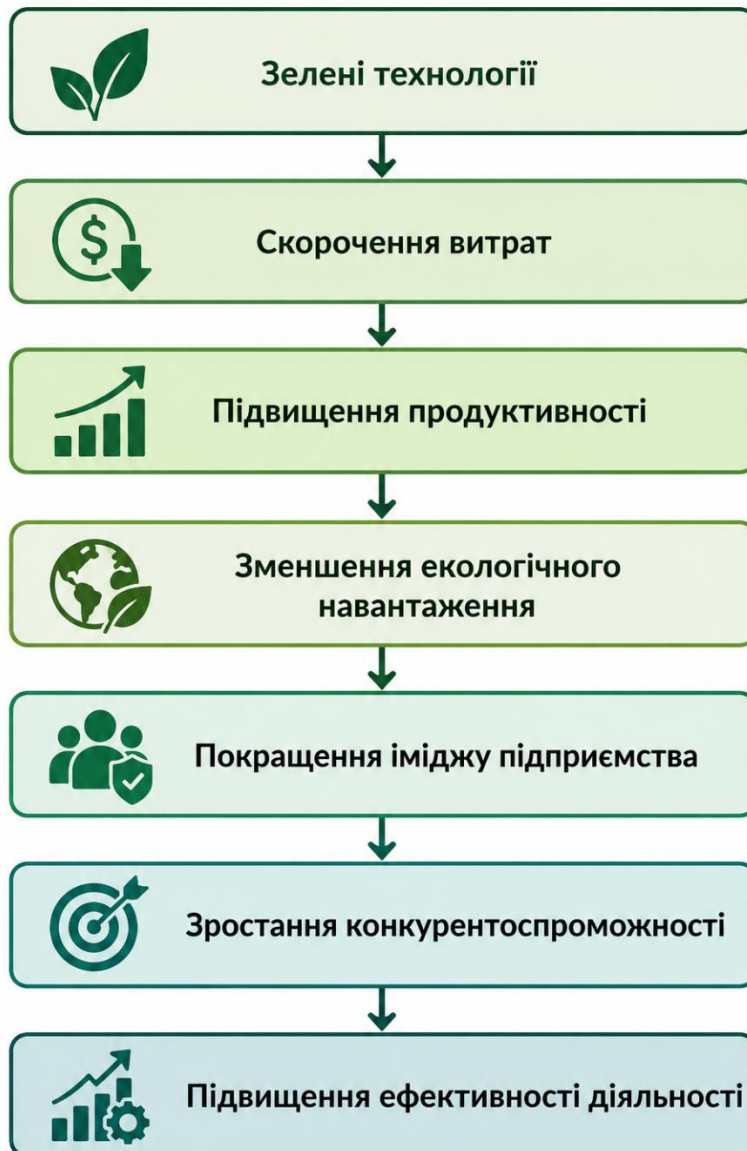 Зелені технології
$
Скорочення витрат
Підвищення продуктивності
Зменшення екологічного
навантаження
Покращення іміджу підприємства
Зростання конкурентоспроможності
Підвищення ефективності діяльності